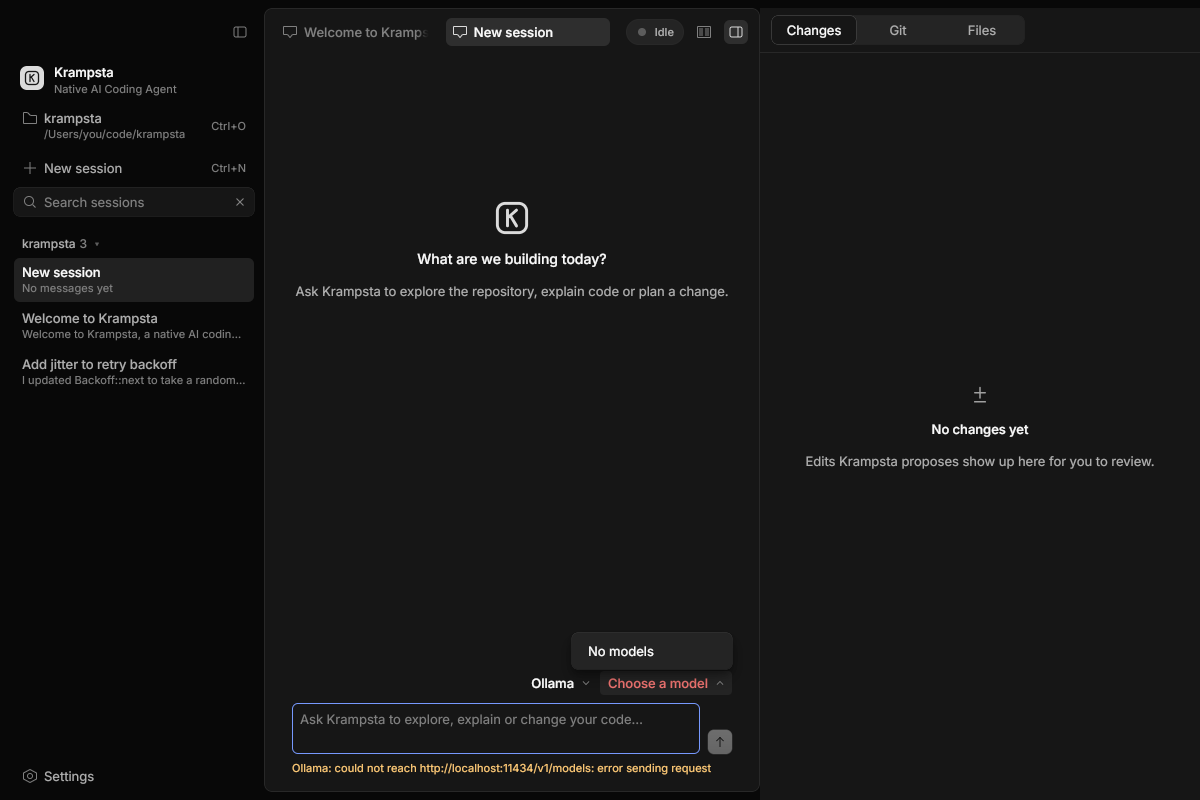 Krampsta
Native AI Coding Agent
krampsta
/Users/you/code/krampsta
Ctrl+O
New session
Ctrl+N
Search sessions
krampsta 3
New session
No messages yet
Welcome to Krampsta
Welcome to Krampsta, a native AI codin...
Add jitter to retry backoff
I updated Backoff::next to take a random...
Settings
Welcome to Kramps
New session
Idle
K
What are we building today?
Ask Krampsta to explore the repository, explain code or plan a change.
No models
Ollama
Choose a model
Ask Krampsta to explore, explain or change your code...
Ollama: could not reach http://localhost:11434/v1/models: error sending request
Changes
Git
Files
No changes yet
Edits Krampsta proposes show up here for you to review.